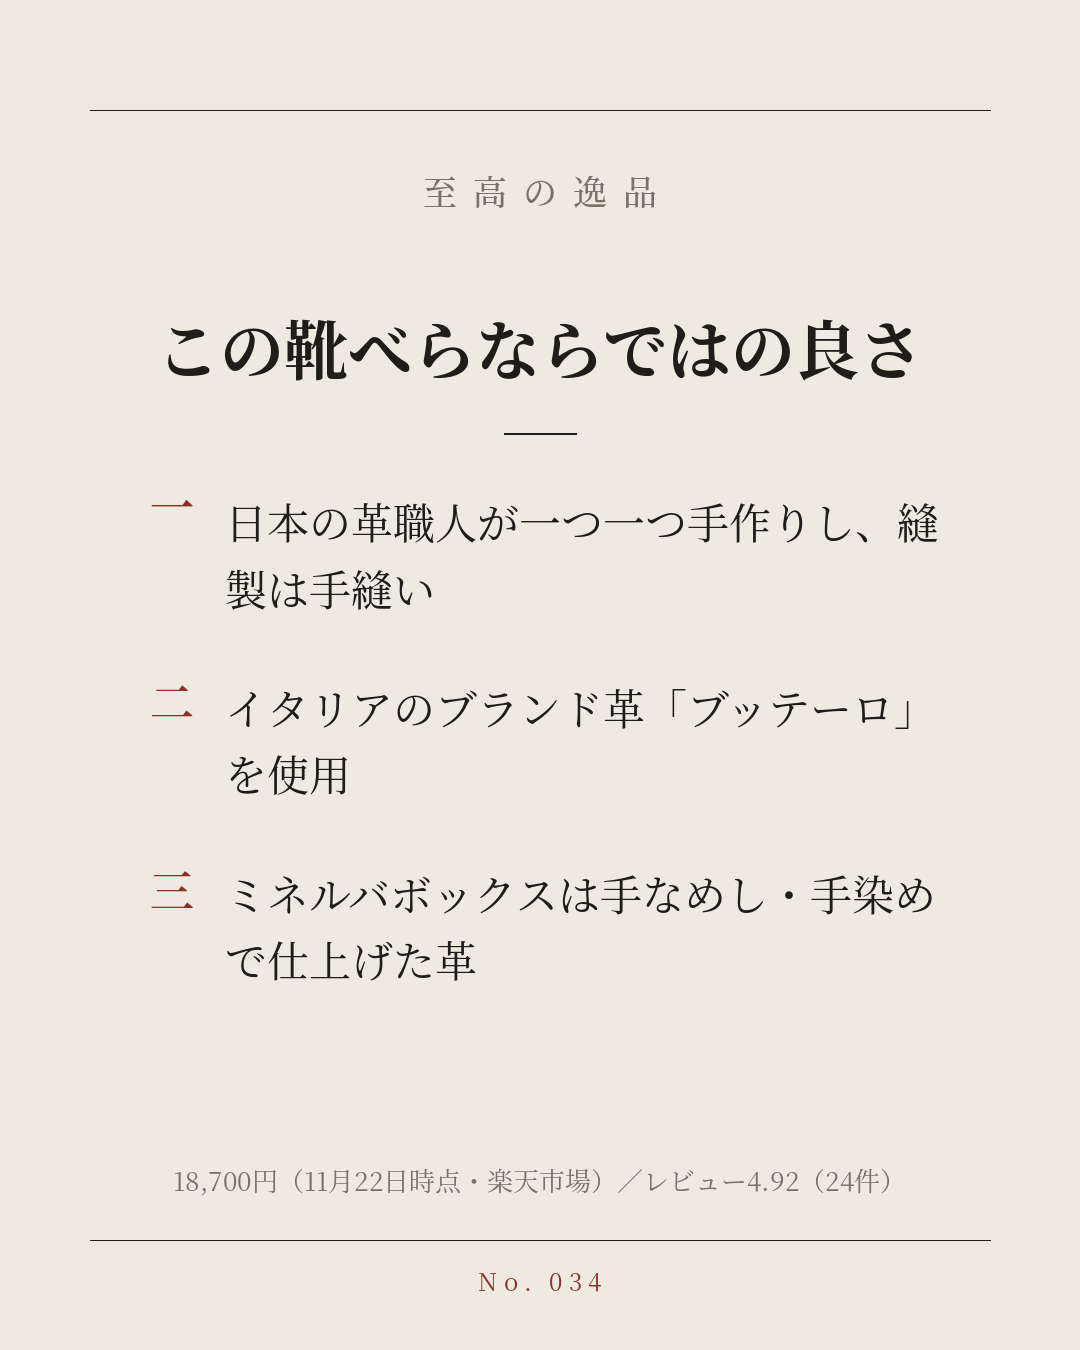 至高の逸品
この靴べらならではの良さ
一 日本の革職人が一つ一つ手作りし、縫
製は手縫い
二 イタリアのブランド革「ブッテーロ」
を使用
三 ミネルバボックスは手なめし・手染め
で仕上げた革
18,700円（11月22日時点・楽天市場）／レビュー4.92（24件）
No. 034